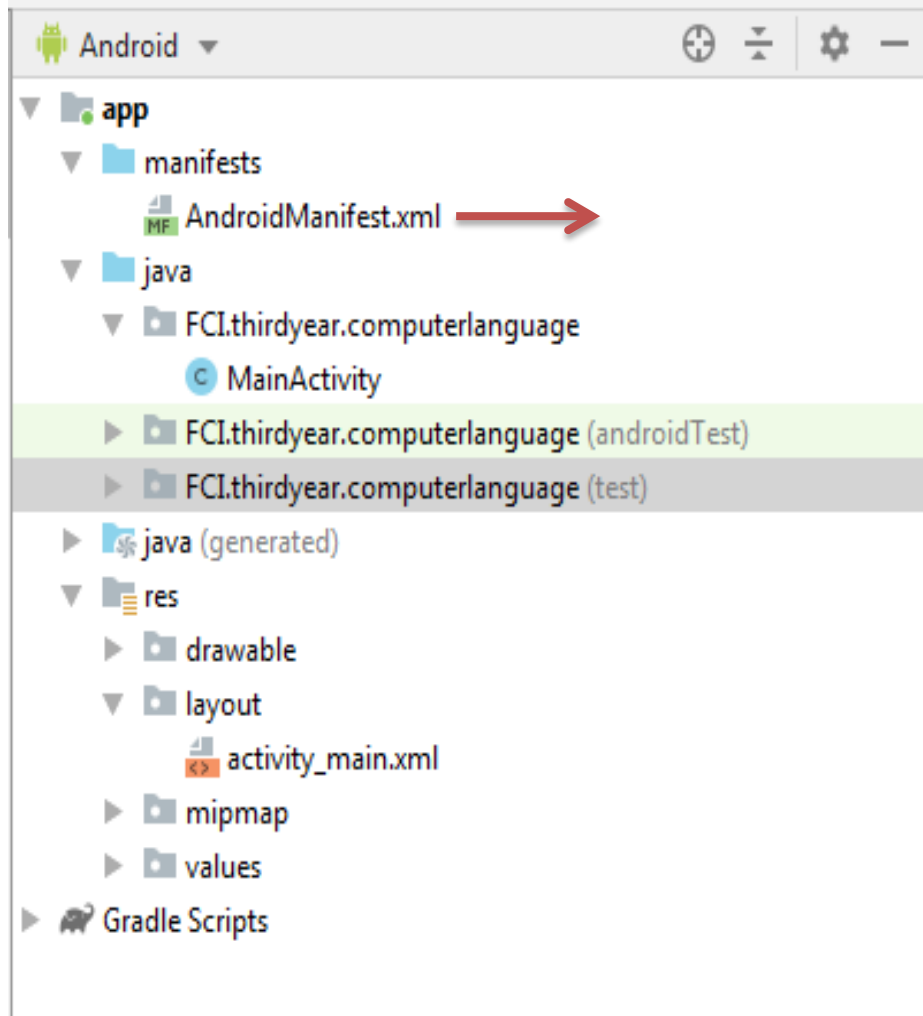 Android
app
manifests
MF AndroidManifest.xml
java
FCI.thirdyear.computerlanguage
C MainActivity
FCI.thirdyear.computerlanguage (androidTest)
FCI.thirdyear.computerlanguage (test)
java (generated)
res
drawable
layout
<> activity_main.xml
mipmap
values
Gradle Scripts